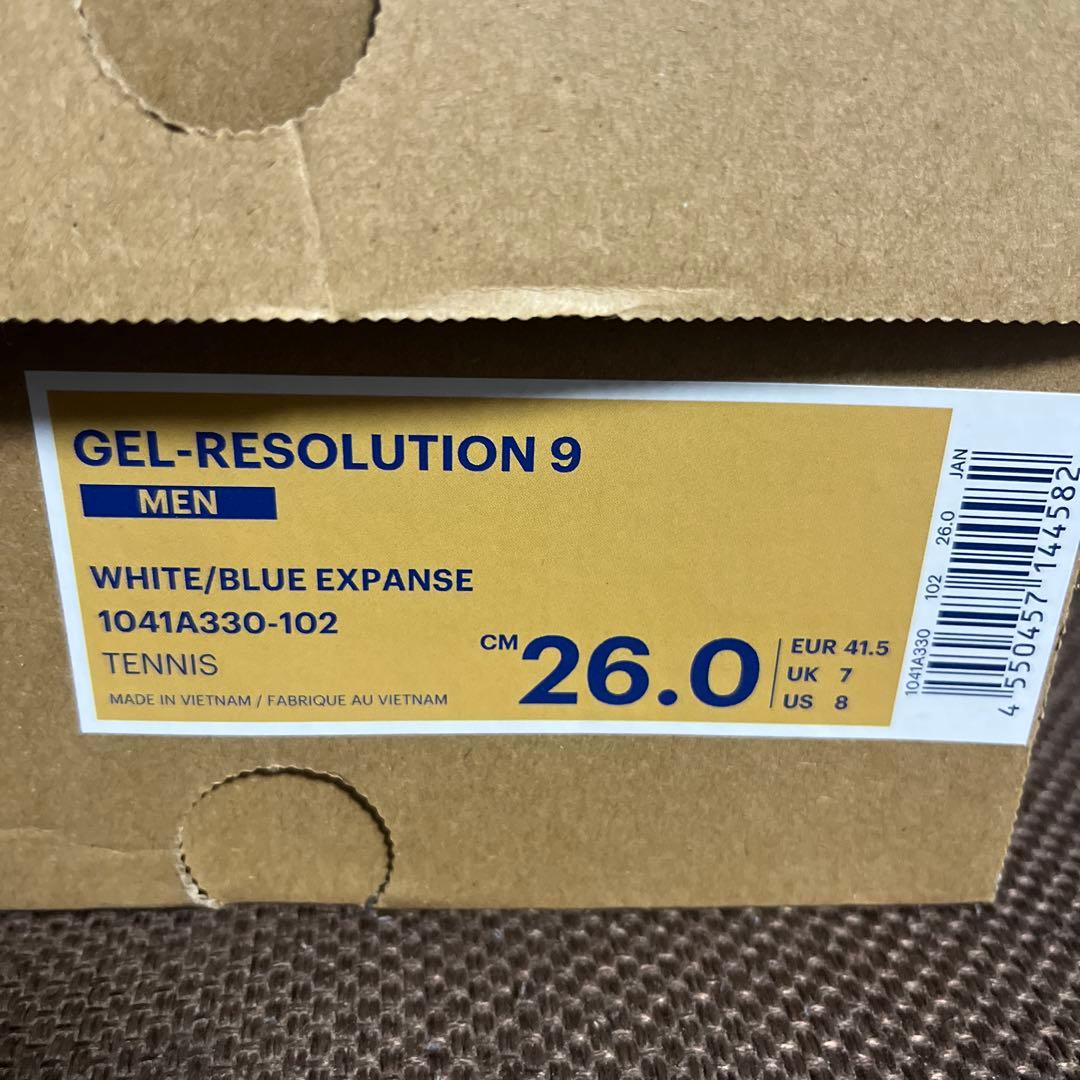 GEL-RESOLUTION 9
MEN
WHITE/BLUE EXPANSE
1041A330-102
TENNIS
MADE IN VIETNAM / FABRIQUE AU VIETNAM
CM 26.0
EUR 41.5
UK 7
US 8
1041A330 102 26.0 JAN
4550457144582